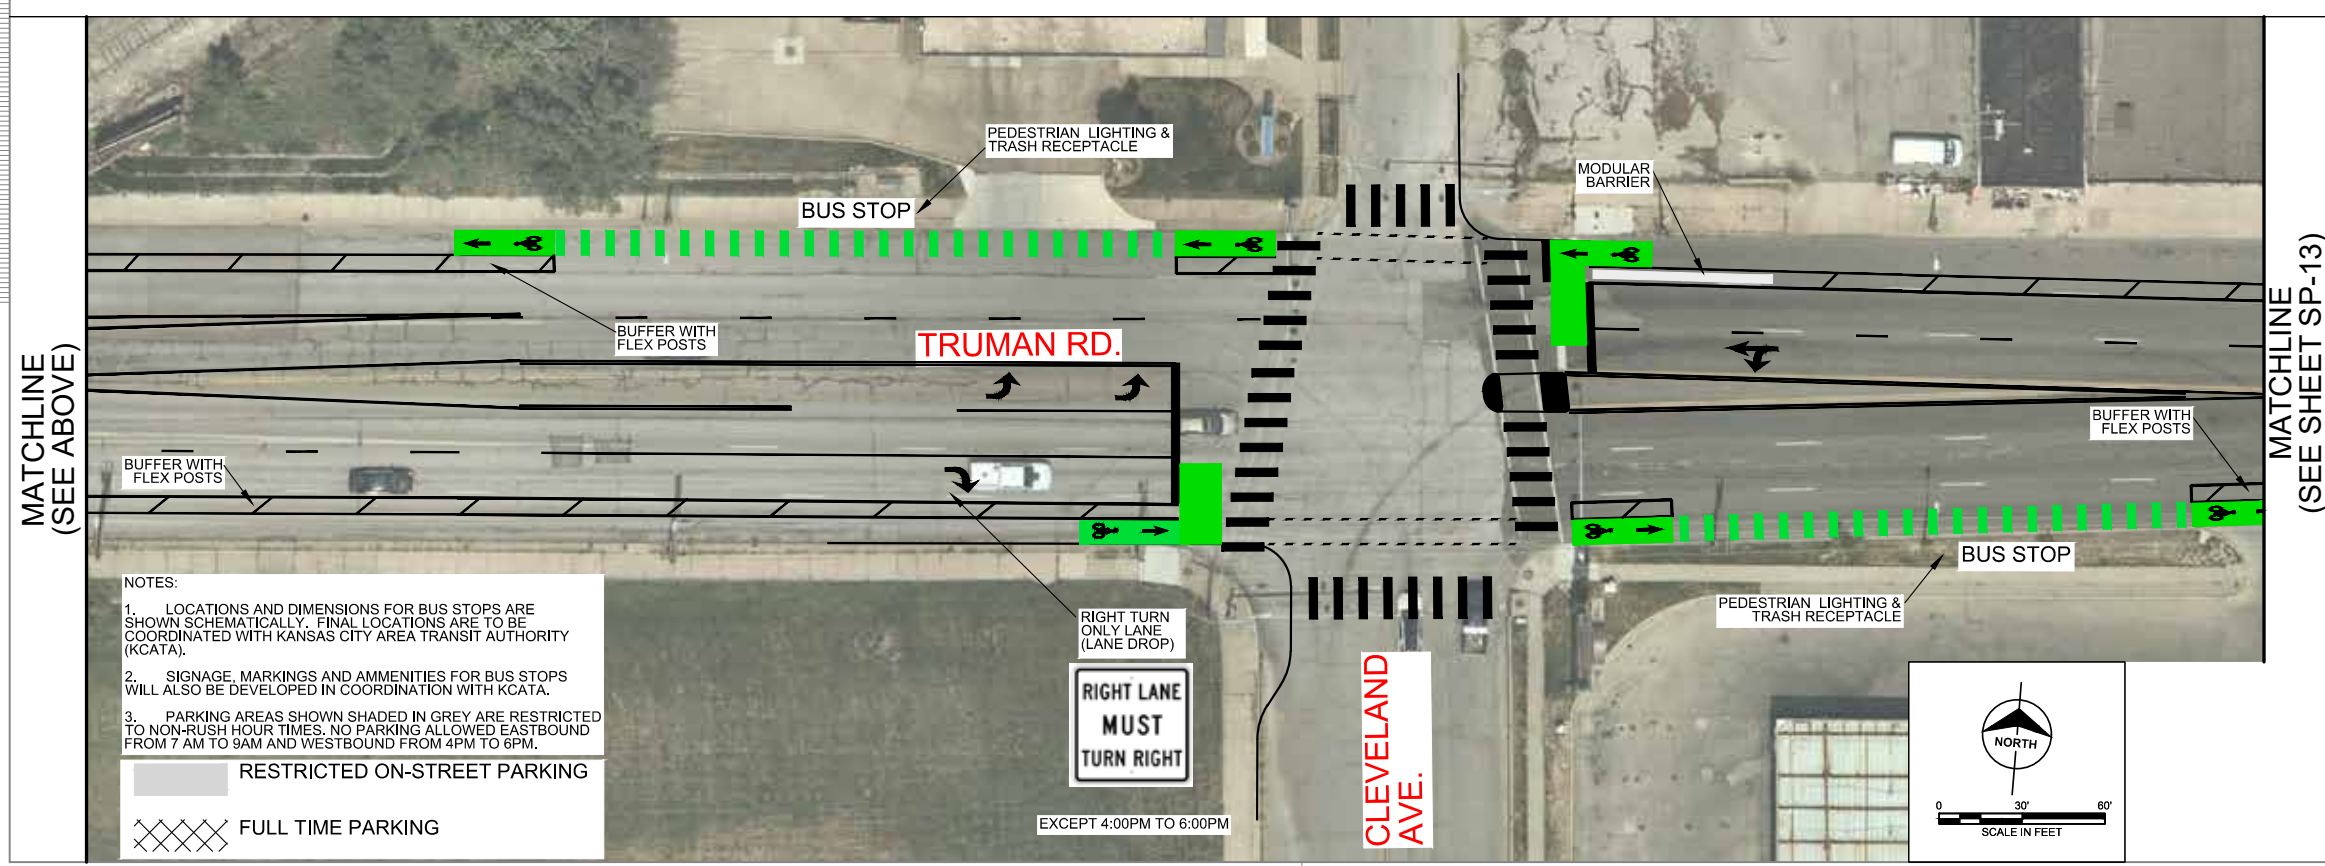 PEDESTRIAN LIGHTING &
TRASH RECEPTACLE
BUS STOP
MODULAR
BARRIER
BUFFER WITH
FLEX POSTS
TRUMAN RD.
MATCHLINE
(SEE ABOVE)
MATCHLINE
(SEE SHEET SP-13)
BUFFER WITH
FLEX POSTS
BUFFER WITH
FLEX POSTS
BUS STOP
PEDESTRIAN LIGHTING &
TRASH RECEPTACLE
RIGHT TURN
ONLY LANE
(LANE DROP)
RIGHT LANE
MUST
TURN RIGHT
EXCEPT 4:00PM TO 6:00PM
CLEVELAND
AVE.
NOTES:
1. LOCATIONS AND DIMENSIONS FOR BUS STOPS ARE
SHOWN SCHEMATICALLY. FINAL LOCATIONS ARE TO BE
COORDINATED WITH KANSAS CITY AREA TRANSIT AUTHORITY
(KCATA).
2. SIGNAGE, MARKINGS AND AMMENITIES FOR BUS STOPS
WILL ALSO BE DEVELOPED IN COORDINATION WITH KCATA.
3. PARKING AREAS SHOWN SHADED IN GREY ARE RESTRICTED
TO NON-RUSH HOUR TIMES. NO PARKING ALLOWED EASTBOUND
FROM 7 AM TO 9AM AND WESTBOUND FROM 4PM TO 6PM.
RESTRICTED ON-STREET PARKING
FULL TIME PARKING
NORTH
0 30' 60'
SCALE IN FEET